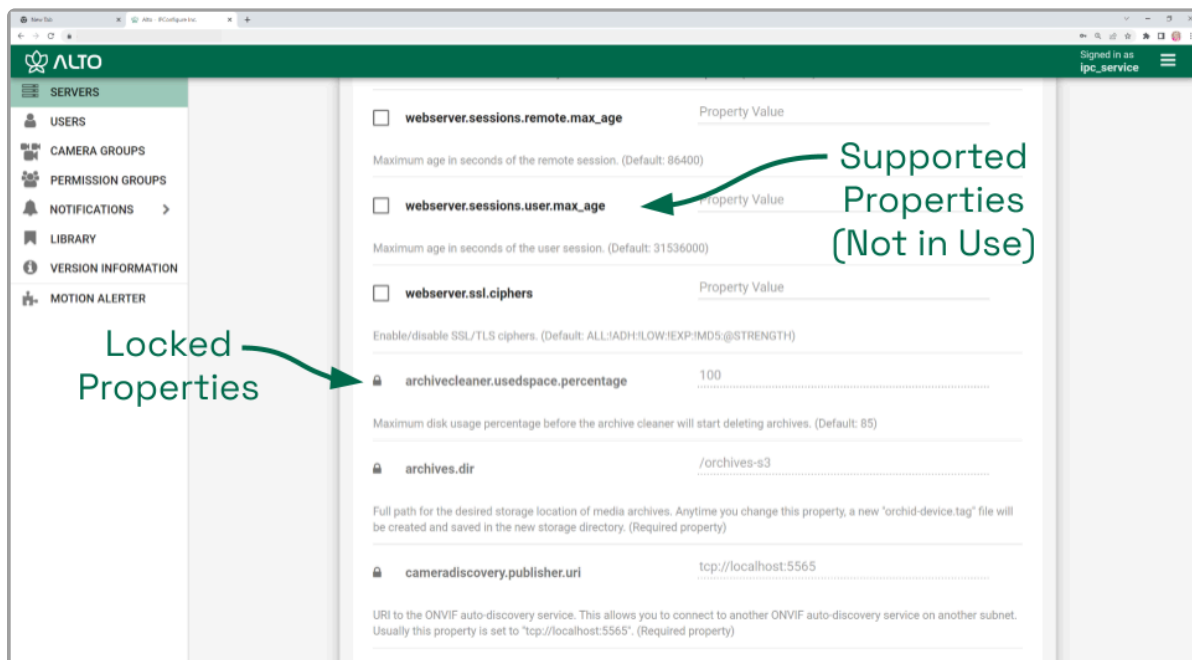 New Tab
Alto - IPConfigure Inc.
ALTO
Signed in as
ipc_service
SERVERS
USERS
CAMERA GROUPS
PERMISSION GROUPS
NOTIFICATIONS
LIBRARY
VERSION INFORMATION
MOTION ALERTER
webserver.sessions.remote.max_age
Property Value
Maximum age in seconds of the remote session. (Default: 86400)
webserver.sessions.user.max_age
Property Value
Maximum age in seconds of the user session. (Default: 31536000)
Supported
Properties
(Not in Use)
webserver.ssl.ciphers
Property Value
Enable/disable SSL/TLS ciphers. (Default: ALL:!ADH:!LOW:!EXP:!MD5:@STRENGTH)
Locked
Properties
archivecleaner.usedspace.percentage
100
Maximum disk usage percentage before the archive cleaner will start deleting archives. (Default: 85)
archives.dir
/orchives-s3
Full path for the desired storage location of media archives. Anytime you change this property, a new "orchid-device.tag" file will
be created and saved in the new storage directory. (Required property)
cameradiscovery.publisher.uri
tcp://localhost:5565
URI to the ONVIF auto-discovery service. This allows you to connect to another ONVIF auto-discovery service on another subnet.
Usually this property is set to "tcp://localhost:5565". (Required property)